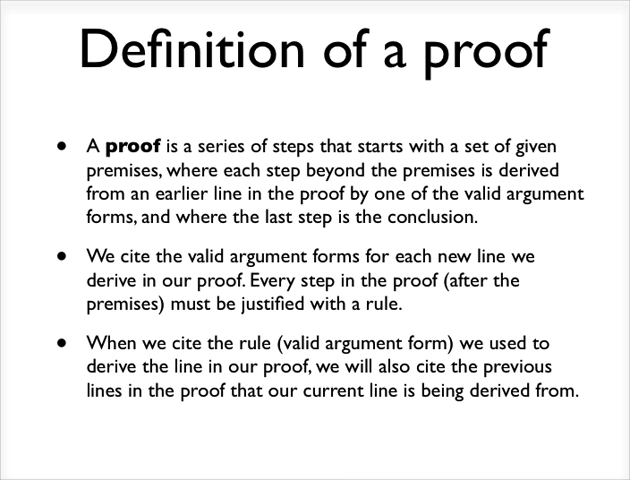 Definition of a proof
• A proof is a series of steps that starts with a set of given
premises, where each step beyond the premises is derived
from an earlier line in the proof by one of the valid argument
forms, and where the last step is the conclusion.
• We cite the valid argument forms for each new line we
derive in our proof. Every step in the proof (after the
premises) must be justified with a rule.
• When we cite the rule (valid argument form) we used to
derive the line in our proof, we will also cite the previous
lines in the proof that our current line is being derived from.